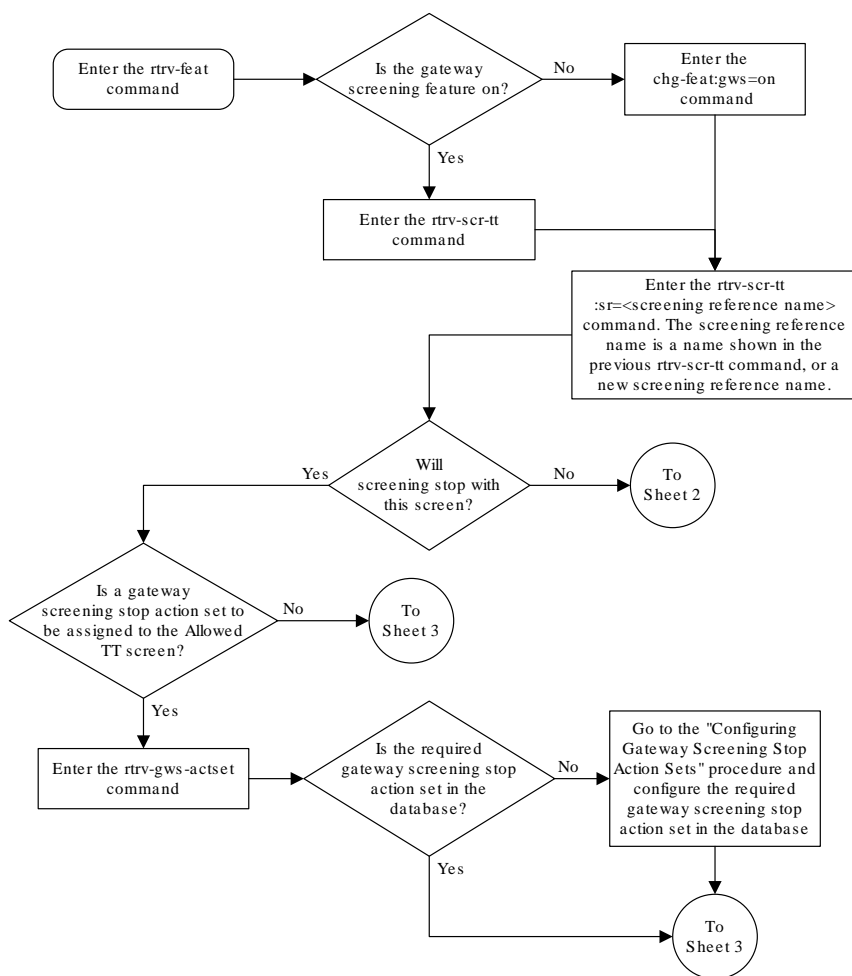 Enter the rtrv-feat
command
Is the gateway
screening feature on?
No
Enter the
chg-feat:gws=on
command
Yes
Enter the rtrv-scr-tt
command
Enter the rtrv-scr-tt
:sr=<screening reference name>
command. The screening reference
name is a name shown in the
previous rtrv-scr-tt command, or a
new screening reference name.
Will
screening stop with
this screen?
Yes
No
To
Sheet 2
Is a gateway
screening stop action set to
be assigned to the Allowed
TT screen?
No
To
Sheet 3
Yes
Enter the rtrv-gws-actset
command
Is the required
gateway screening stop
action set in the
database?
No
Go to the "Configuring
Gateway Screening Stop
Action Sets" procedure and
configure the required
gateway screening stop
action set in the database
Yes
To
Sheet 3